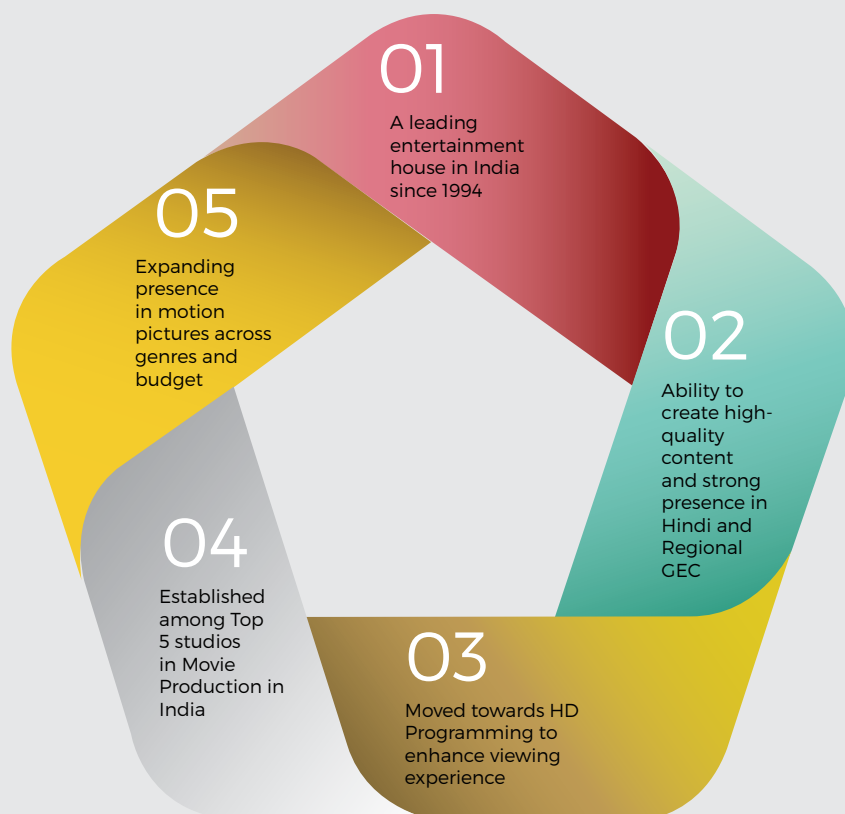 01
A leading
entertainment
house in India
since 1994
02
Ability to
create high-
quality
content
and strong
presence in
Hindi and
Regional
GEC
03
Moved towards HD
Programming to
enhance viewing
experience
04
Established
among Top
5 studios
in Movie
Production in
India
05
Expanding
presence
in motion
pictures across
genres and
budget